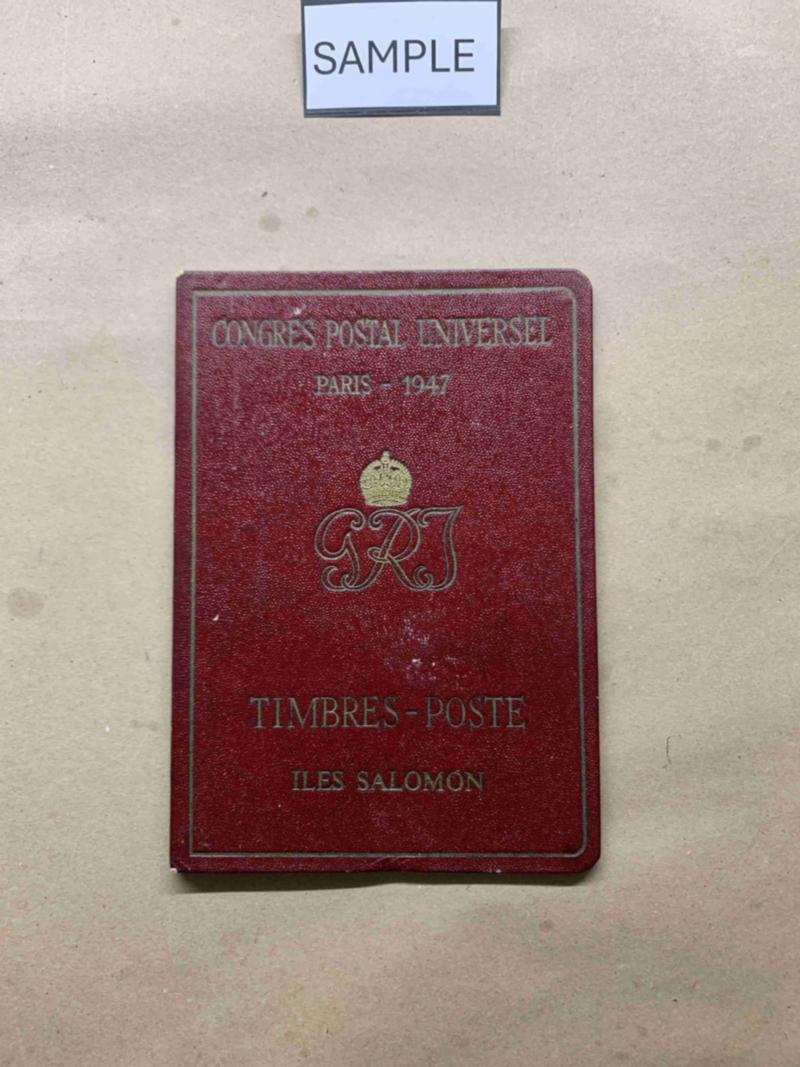 SAMPLE
CONGRES POSTAL UNIVERSEL
PARIS - 1947
GRI
TIMBRES-POSTE
ILES SALOMON